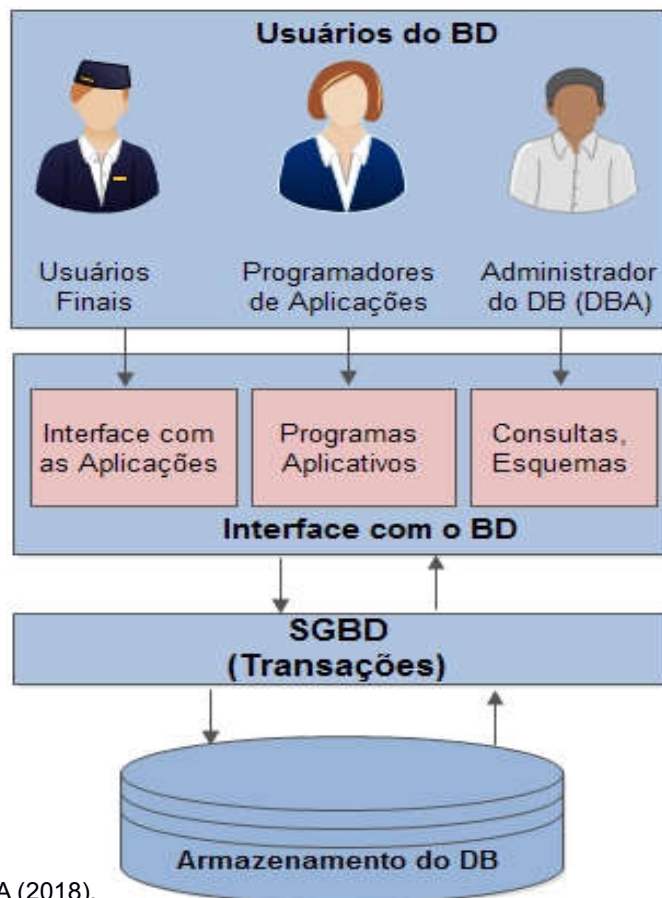 Usuários do BD
Usuários
Finais
Programadores
de Aplicações
Administrador
do DB (DBA)
Interface com
as Aplicações
Programas
Aplicativos
Consultas,
Esquemas
Interface com o BD
SGBD
(Transações)
Armazenamento do DB
A (2018).